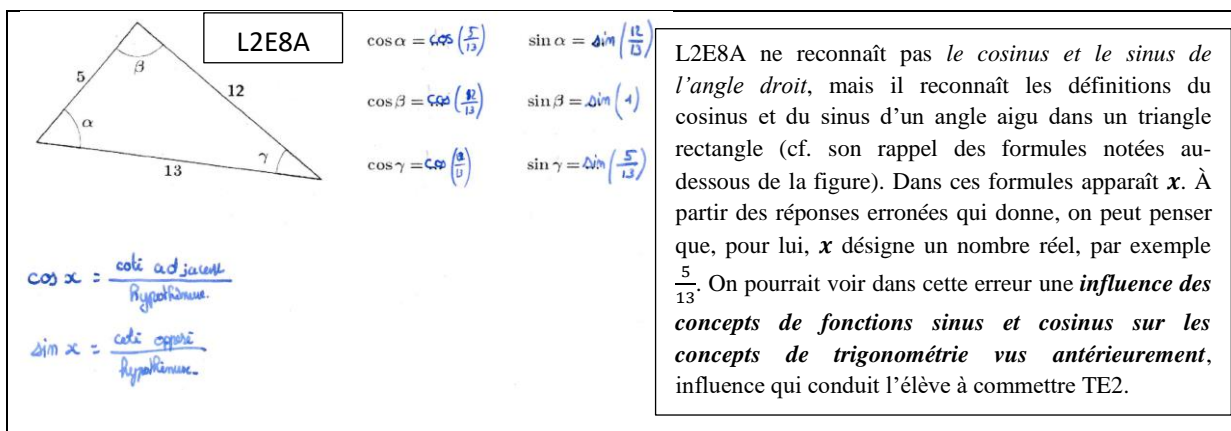 L2E8A
5
β
12
α
γ
13
cos α = cos (5/13) sin α = sin (12/13)
cos β = cos (12/13) sin β = sin (1)
cos γ = cos sin γ = sin (5/13)
cos x = coté adjacent / hypothénuse.
sin x = coté opposé / hypothénuse.
L2E8A ne reconnaît pas le cosinus et le sinus de
l’angle droit, mais il reconnaît les définitions du
cosinus et du sinus d’un angle aigu dans un triangle
rectangle (cf. son rappel des formules notées au-
dessous de la figure). Dans ces formules apparaît x. À
partir des réponses erronées qui donne, on peut penser
que, pour lui, x désigne un nombre réel, par exemple
5/13. On pourrait voir dans cette erreur une influence des
concepts de fonctions sinus et cosinus sur les
concepts de trigonométrie vus antérieurement,
influence qui conduit l’élève à commettre TE2.